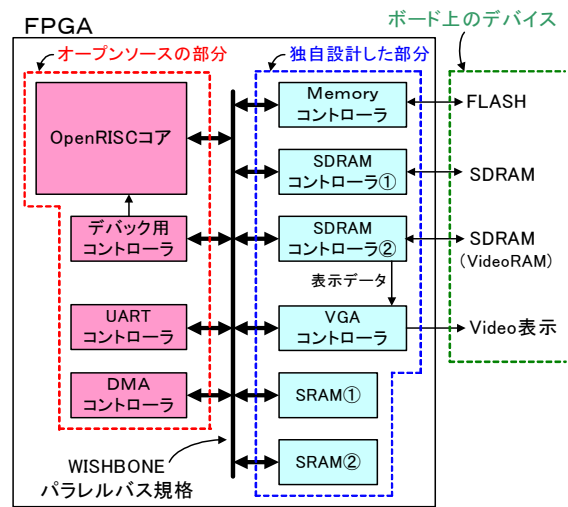 ボード上のデバイス
FPGA
オープンソースの部分
独自設計した部分
OpenRISCコア
デバック用
コントローラ
UART
コントローラ
DMA
コントローラ
WISHBONE
パラレルバス規格
Memory
コントローラ
SDRAM
コントローラ①
SDRAM
コントローラ②
表示データ
VGA
コントローラ
SRAM①
SRAM②
FLASH
SDRAM
SDRAM
(VideoRAM)
Video表示